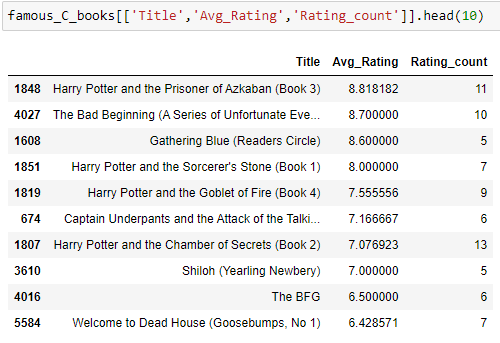 famous_C_books[['Title','Avg_Rating','Rating_count']].head(10)
Title Avg_Rating Rating_count
1848 Harry Potter and the Prisoner of Azkaban (Book 3) 8.818182 11
4027 The Bad Beginning (A Series of Unfortunate Eve... 8.700000 10
1608 Gathering Blue (Readers Circle) 8.600000 5
1851 Harry Potter and the Sorcerer's Stone (Book 1) 8.000000 7
1819 Harry Potter and the Goblet of Fire (Book 4) 7.555556 9
674 Captain Underpants and the Attack of the Talki... 7.166667 6
1807 Harry Potter and the Chamber of Secrets (Book 2) 7.076923 13
3610 Shiloh (Yearling Newbery) 7.000000 5
4016 The BFG 6.500000 6
5584 Welcome to Dead House (Goosebumps, No 1) 6.428571 7